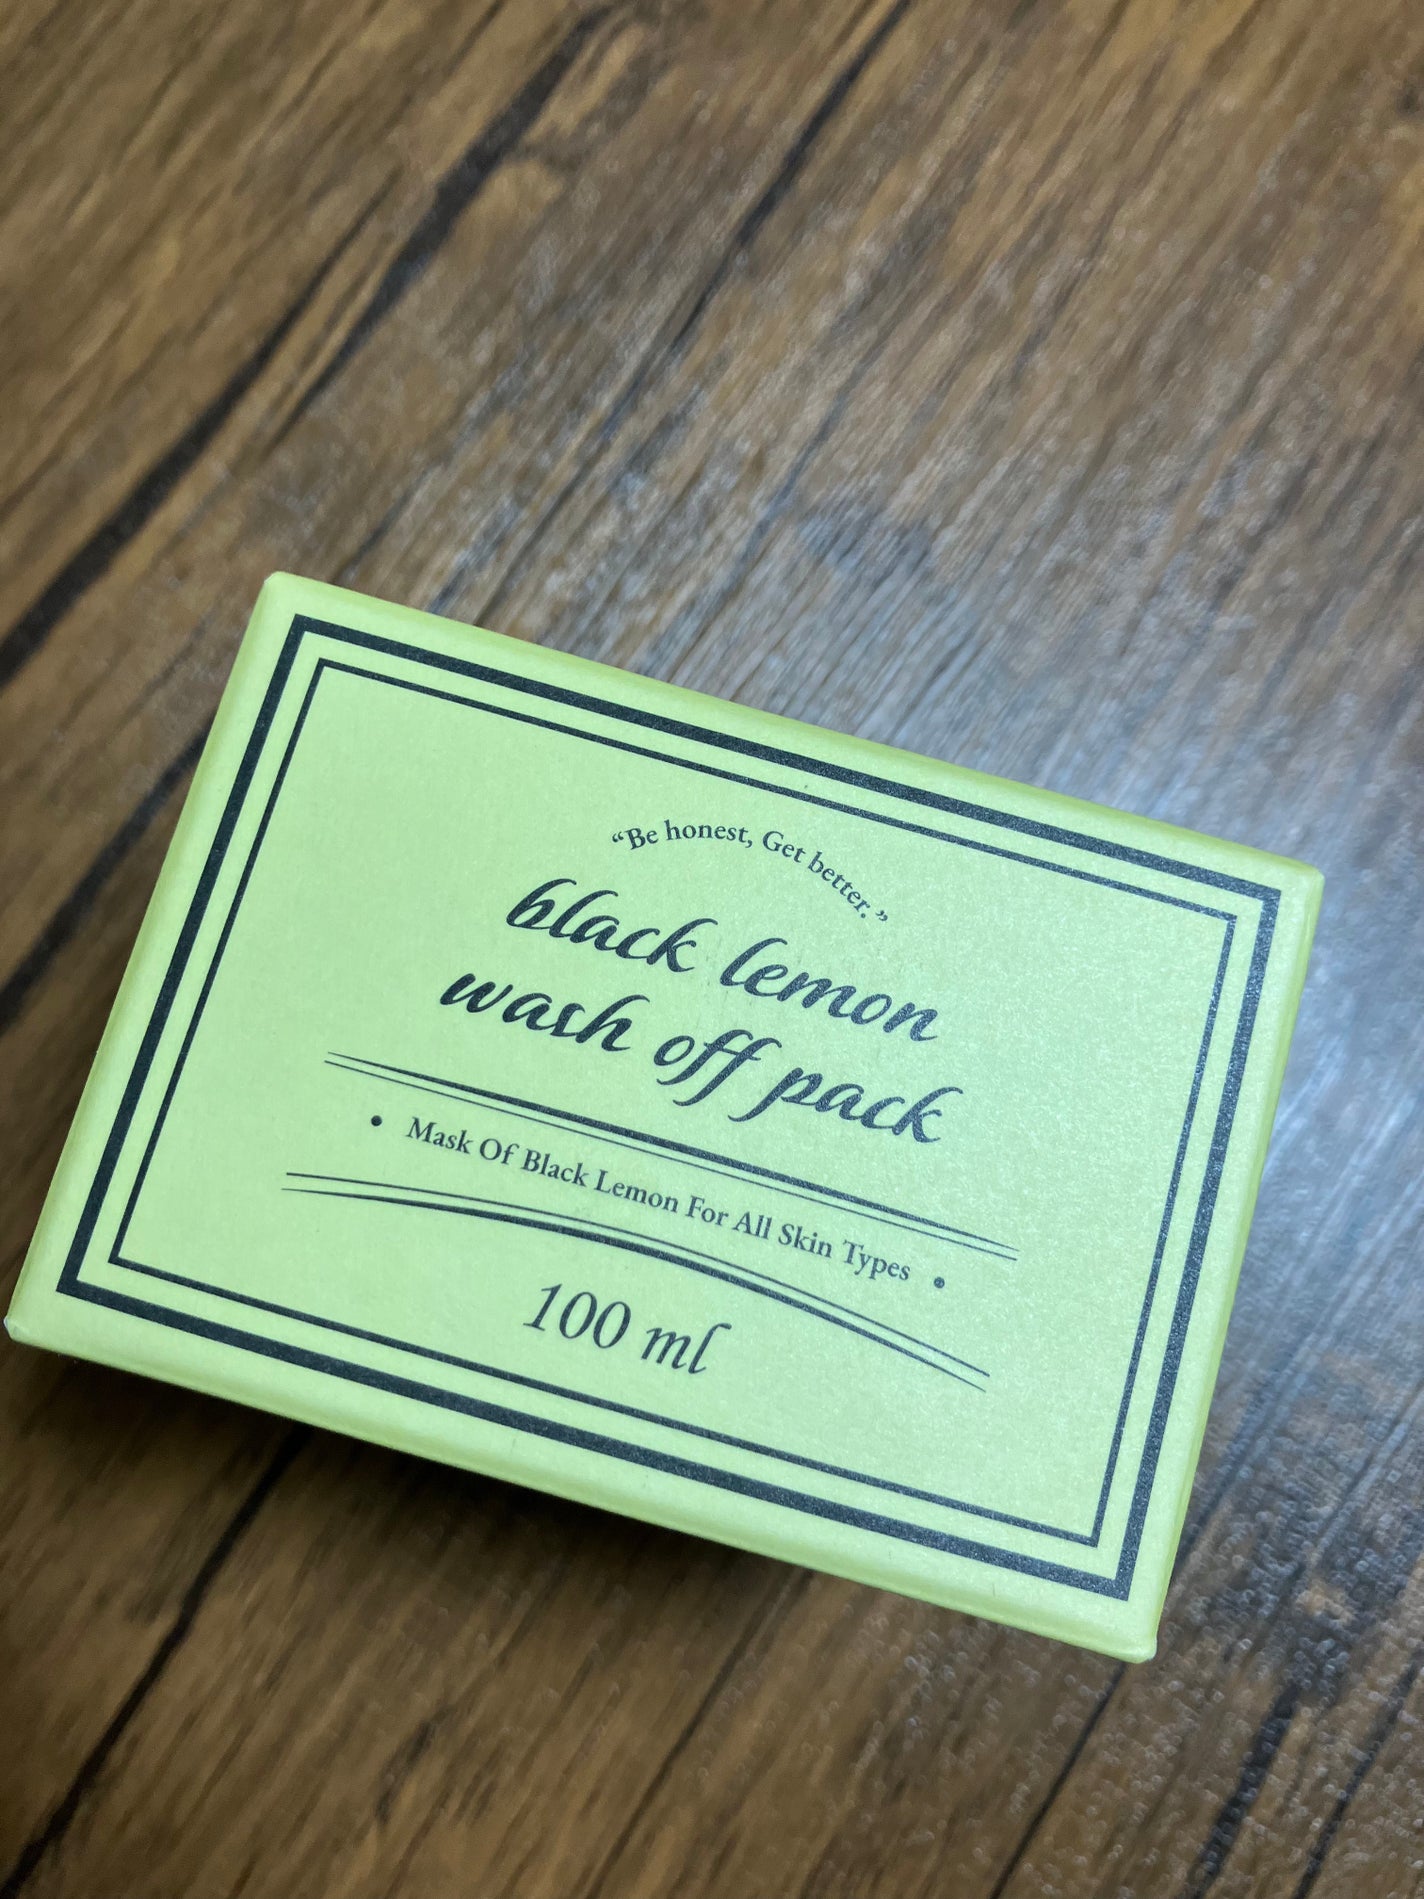 “Be honest, Get better.”
black lemon
wash off pack
• Mask Of Black Lemon For All Skin Types •
100 ml